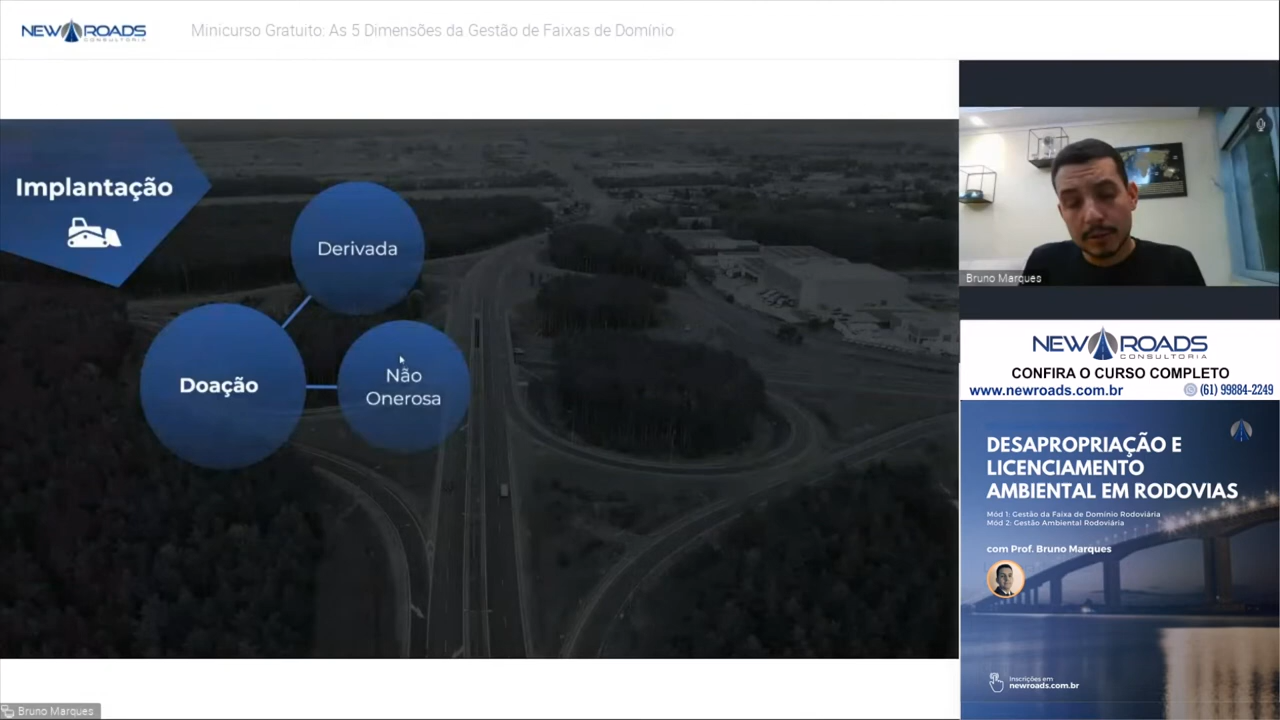 NEW ROADS
CONSULTORIA
Minicurso Gratuito: As 5 Dimensões da Gestão de Faixas de Domínio
Implantação
Derivada
Doação
Não
Onerosa
Bruno Marques
NEW ROADS
CONSULTORIA
CONFIRA O CURSO COMPLETO
www.newroads.com.br (61) 99884-2249
DESAPROPRIAÇÃO E
LICENCIAMENTO
AMBIENTAL EM RODOVIAS
Mód 1: Gestão da Faixa de Domínio Rodoviária
Mód 2: Gestão Ambiental Rodoviária
com Prof. Bruno Marques
Inscrições em
newroads.com.br
Bruno Marques